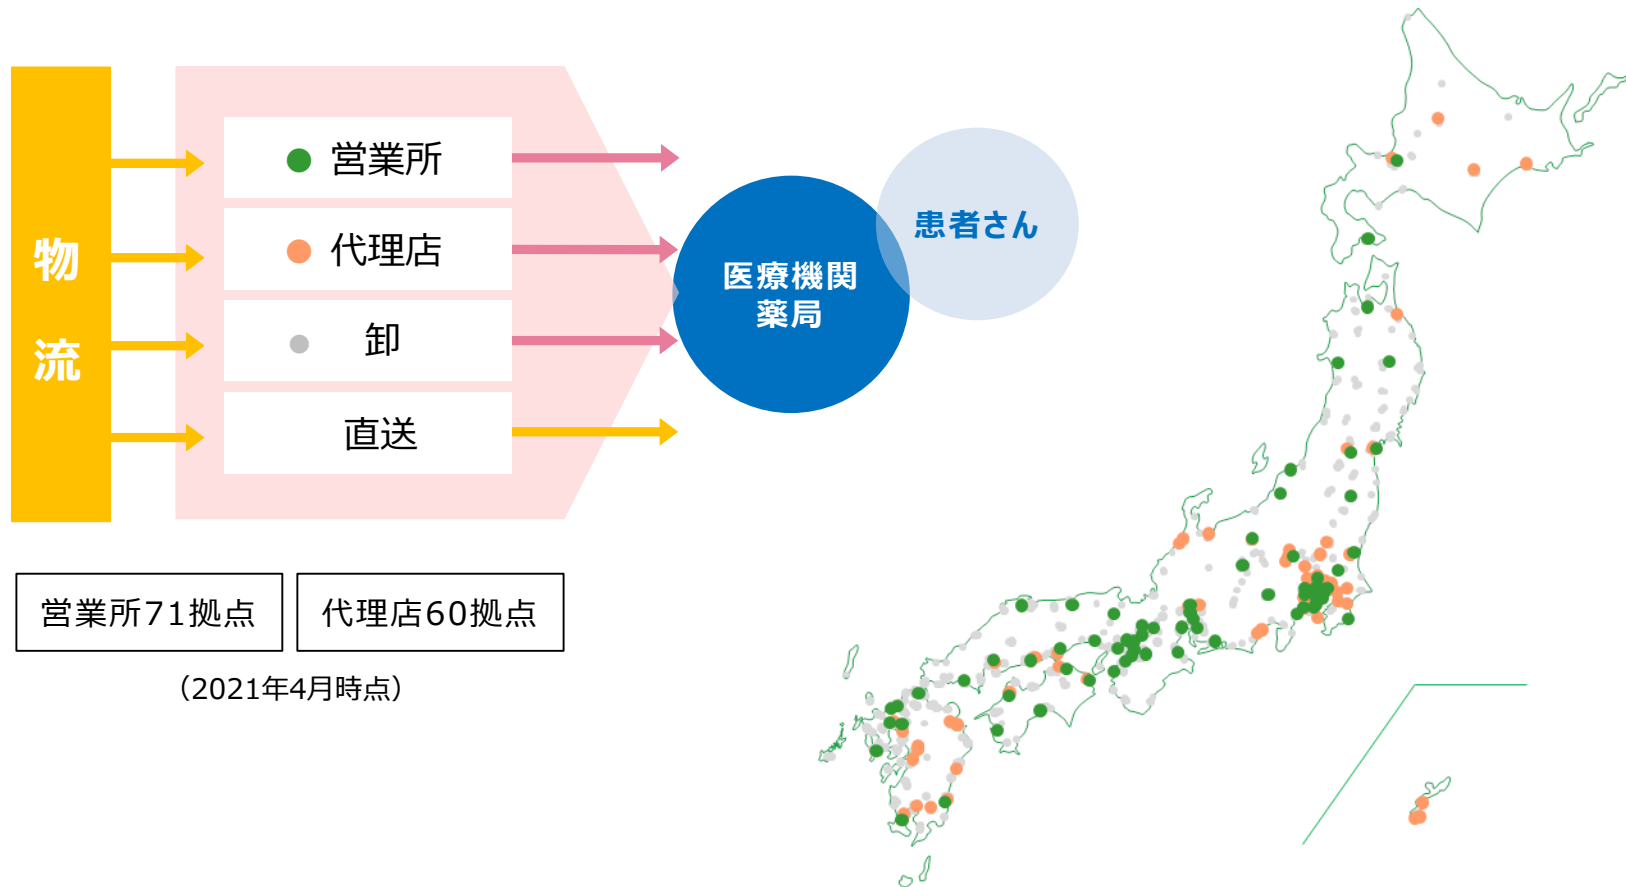 物流
営業所
代理店
卸
直送
医療機関
薬局
患者さん
営業所71拠点
代理店60拠点
（2021年4月時点）